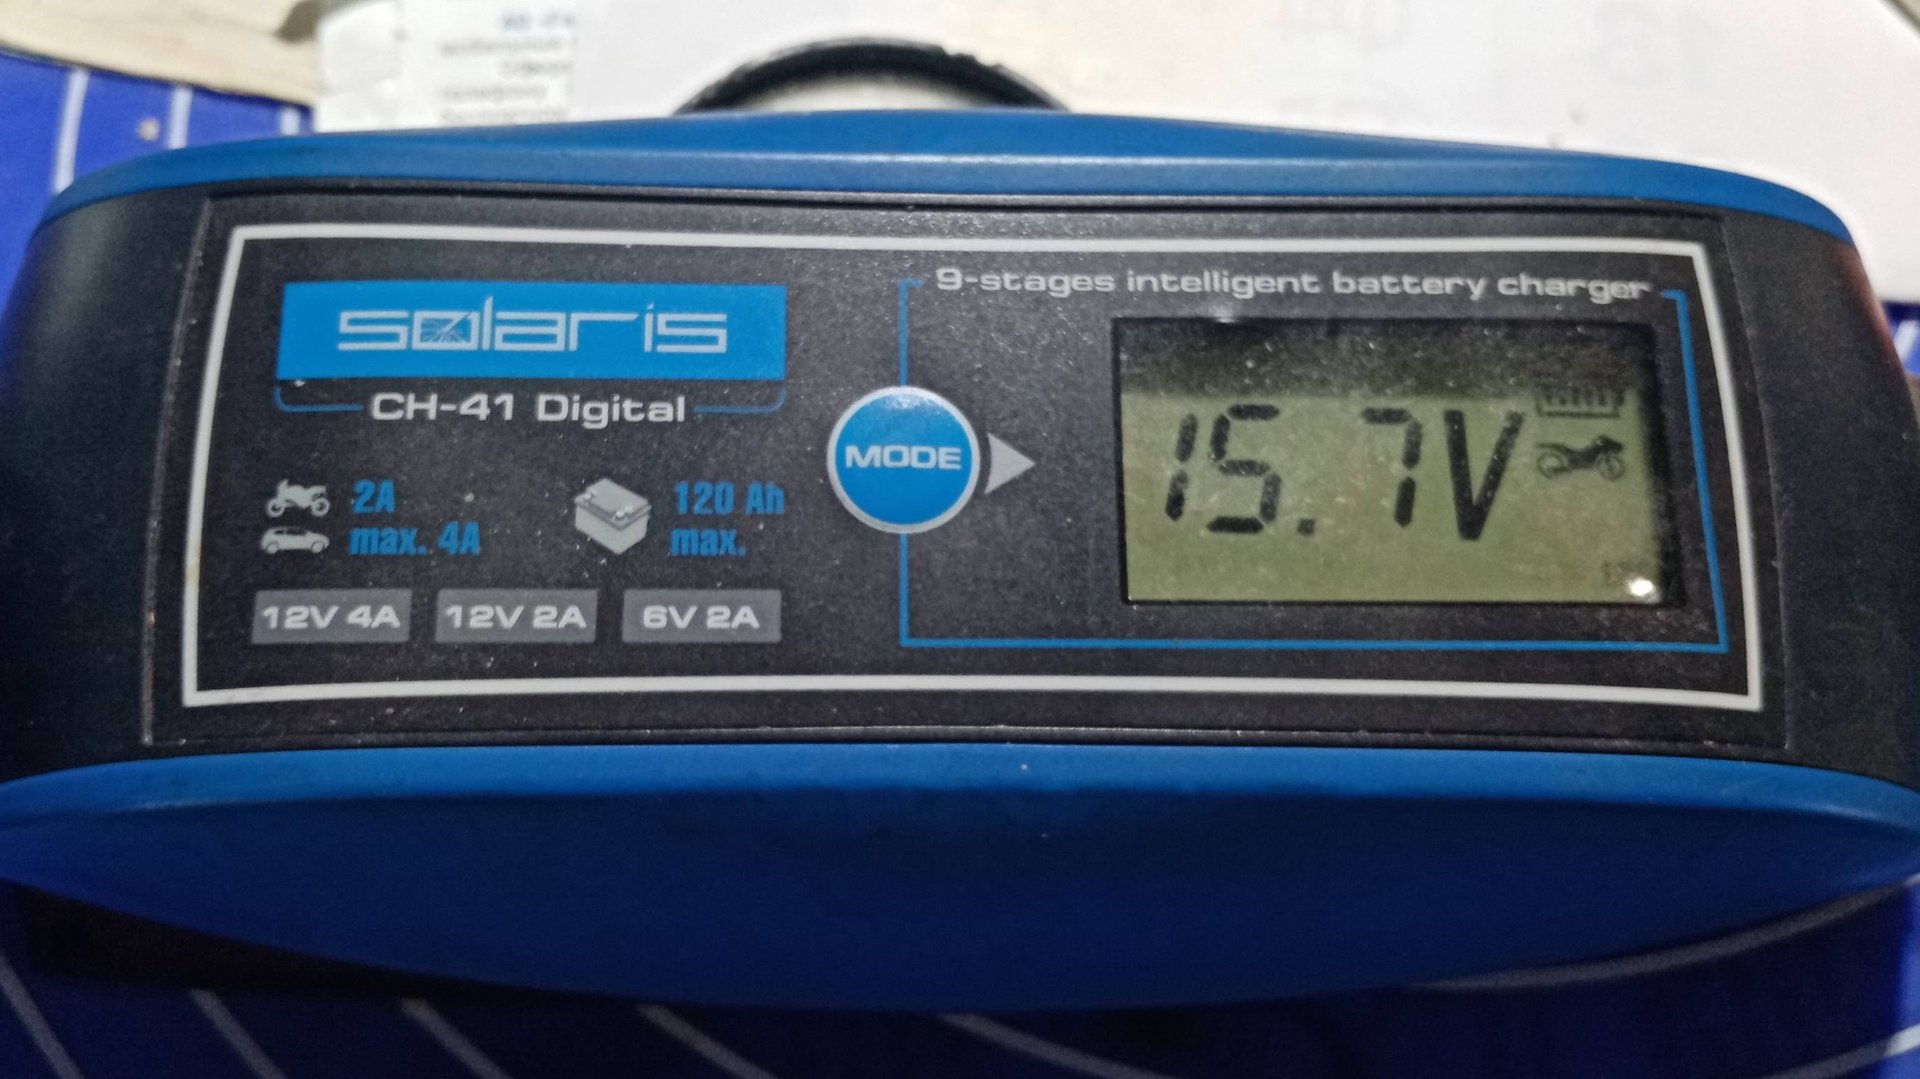 9-stages intelligent battery charger
solaris
CH-41 Digital
MODE
15.7V
2A
max. 4A
120 Ah
max.
12V 4A
12V 2A
6V 2A